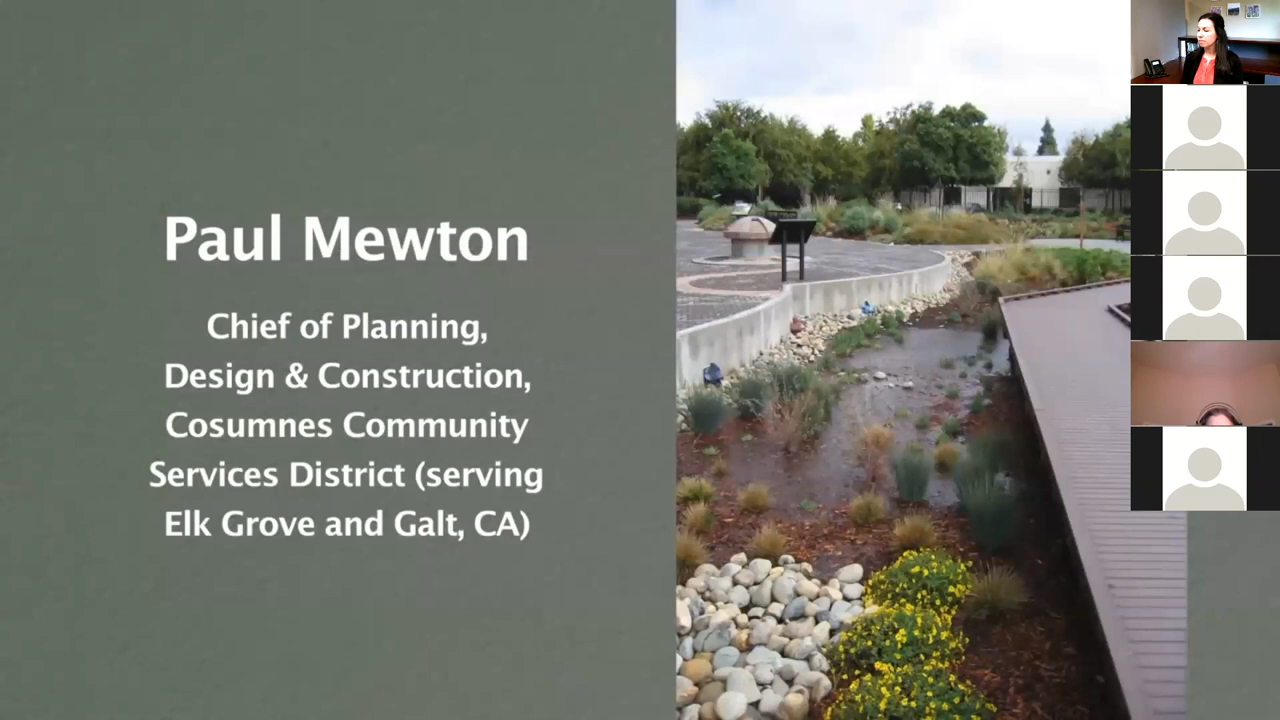 Paul Mewton
Chief of Planning,
Design & Construction,
Cosumnes Community
Services District (serving
Elk Grove and Galt, CA)